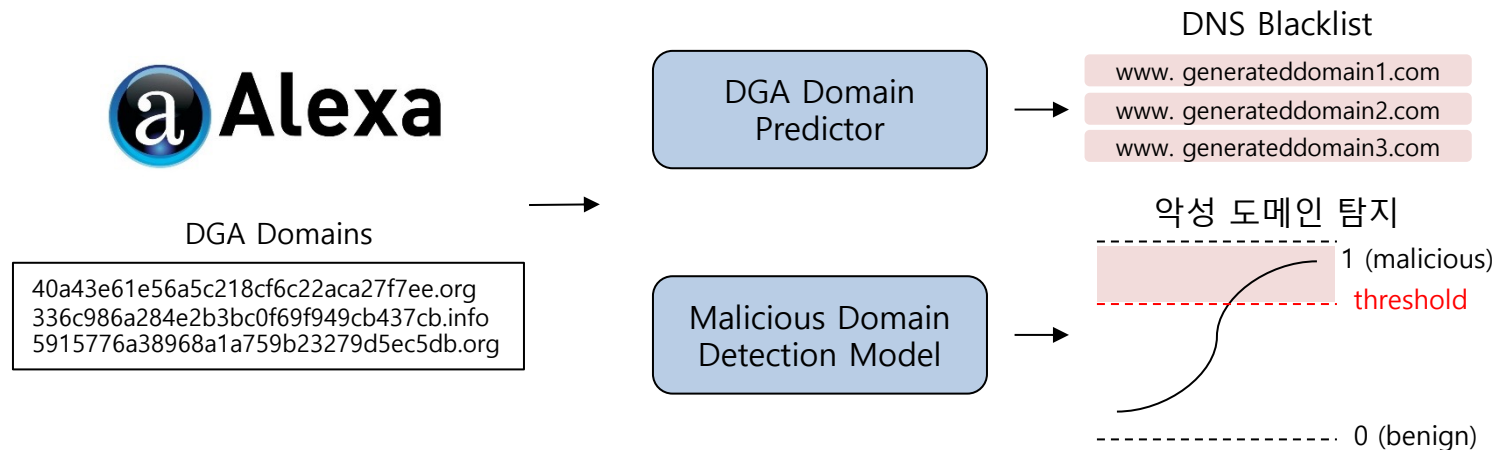 a Alexa
DGA Domains
40a43e61e56a5c218cf6c22aca27f7ee.org
336c986a284e2b3bc0f69f949cb437cb.info
5915776a38968a1a759b23279d5ec5db.org
DGA Domain
Predictor
Malicious Domain
Detection Model
DNS Blacklist
www. generateddomain1.com
www. generateddomain2.com
www. generateddomain3.com
악성 도메인 탐지
1 (malicious)
threshold
0 (benign)